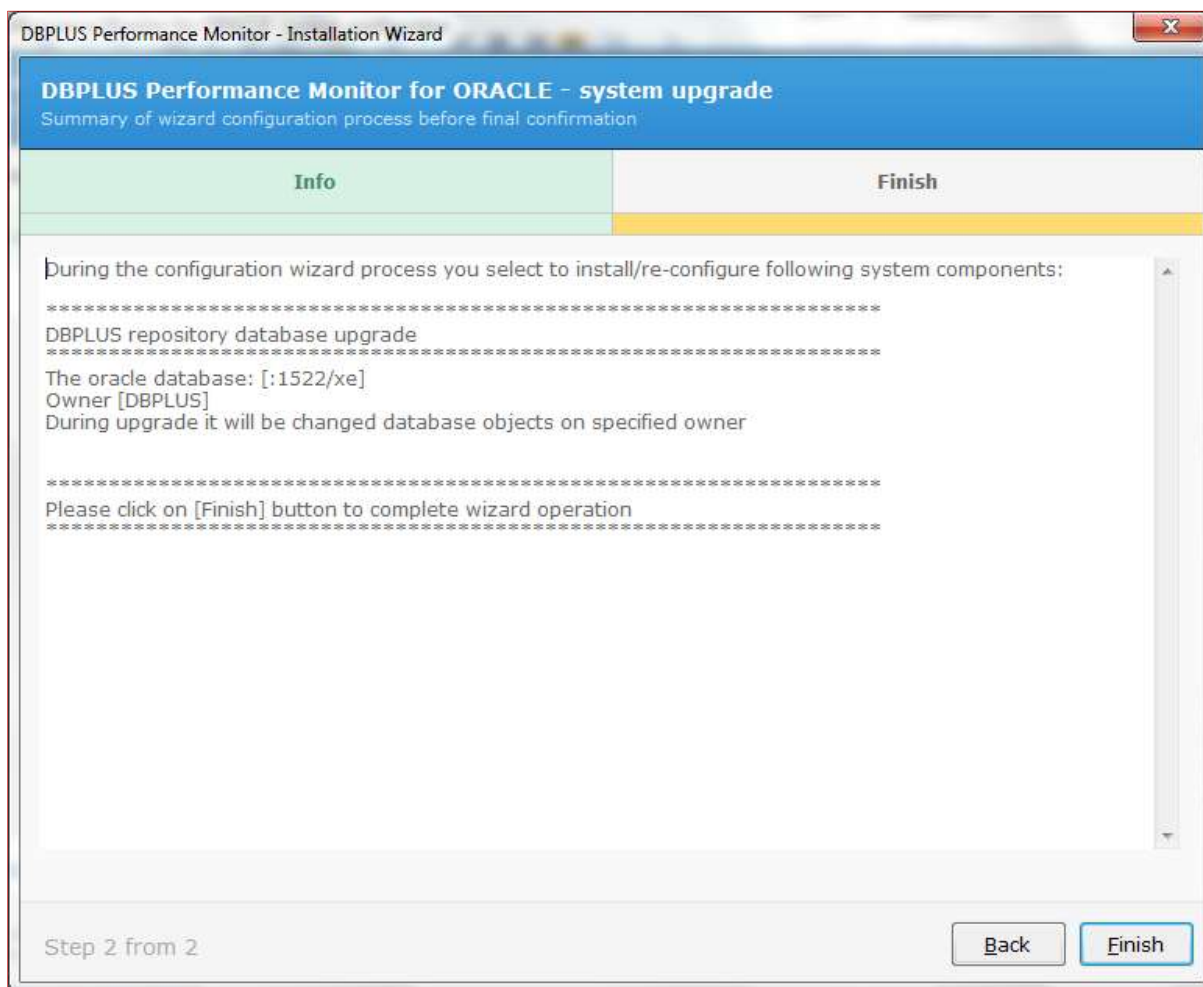 DBPLUS Performance Monitor - Installation Wizard
DBPLUS Performance Monitor for ORACLE - system upgrade
Summary of wizard configuration process before final confirmation
Info
Finish
During the configuration wizard process you select to install/re-configure following system components:
*******************************************************************
DBPLUS repository database upgrade
*******************************************************************
The oracle database: [:1522/xe]
Owner [DBPLUS]
During upgrade it will be changed database objects on specified owner
*******************************************************************
Please click on [Finish] button to complete wizard operation
*******************************************************************
Step 2 from 2
Back
Finish